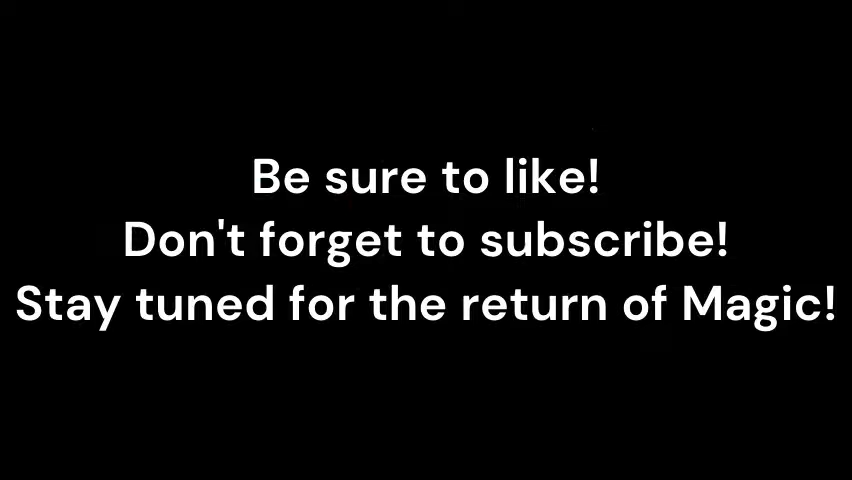 Be sure to like!
Don't forget to subscribe!
Stay tuned for the return of Magic!